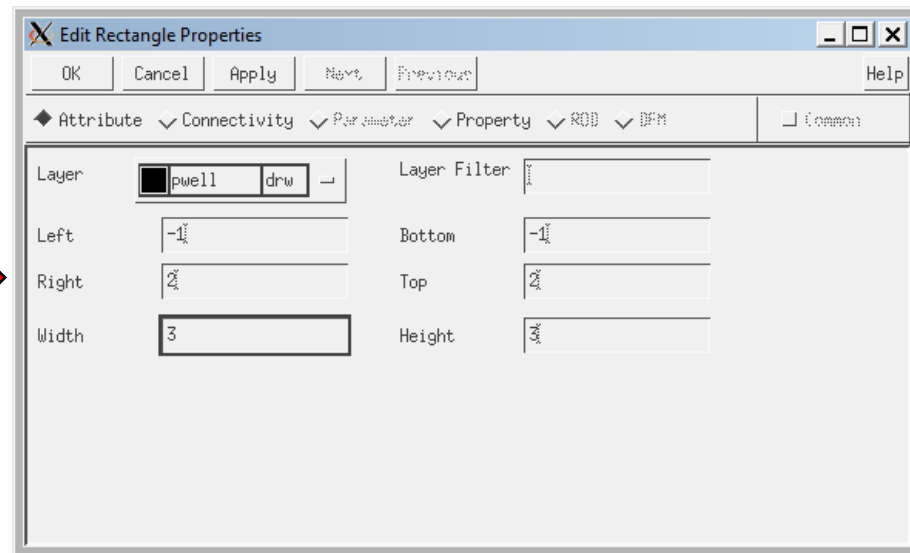 Edit Rectangle Properties
OK Cancel Apply Next Previous Help
Attribute Connectivity Parameter Property ROD DFM Common
Layer pwell drw Layer Filter
Left -1 Bottom -1
Right 2 Top 2
Width 3 Height 3